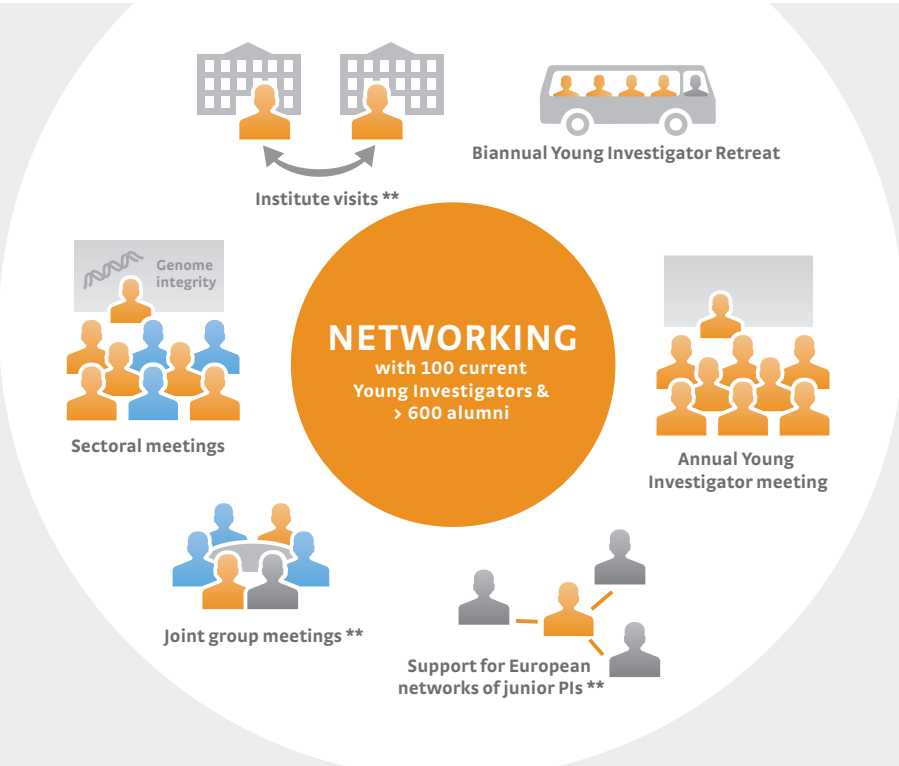 Biannual Young Investigator Retreat
Institute visits **
Genome
integrity
NETWORKING
with 100 current
Young Investigators &
> 600 alumni
Sectoral meetings
Annual Young
Investigator meeting
Joint group meetings **
Support for European
networks of junior PIs **